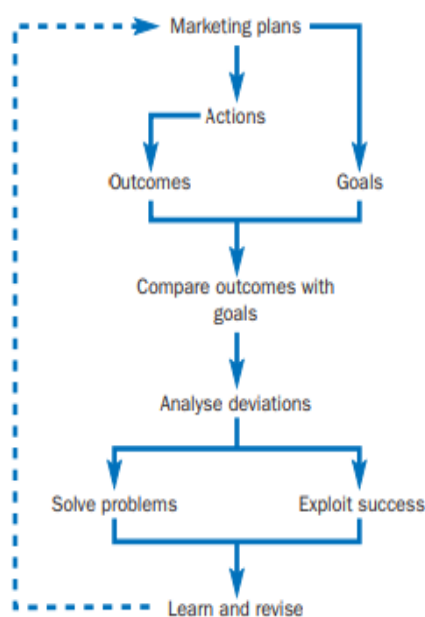 Marketing plans
Actions
Outcomes
Goals
Compare outcomes with
goals
Analyse deviations
Solve problems
Exploit success
Learn and revise